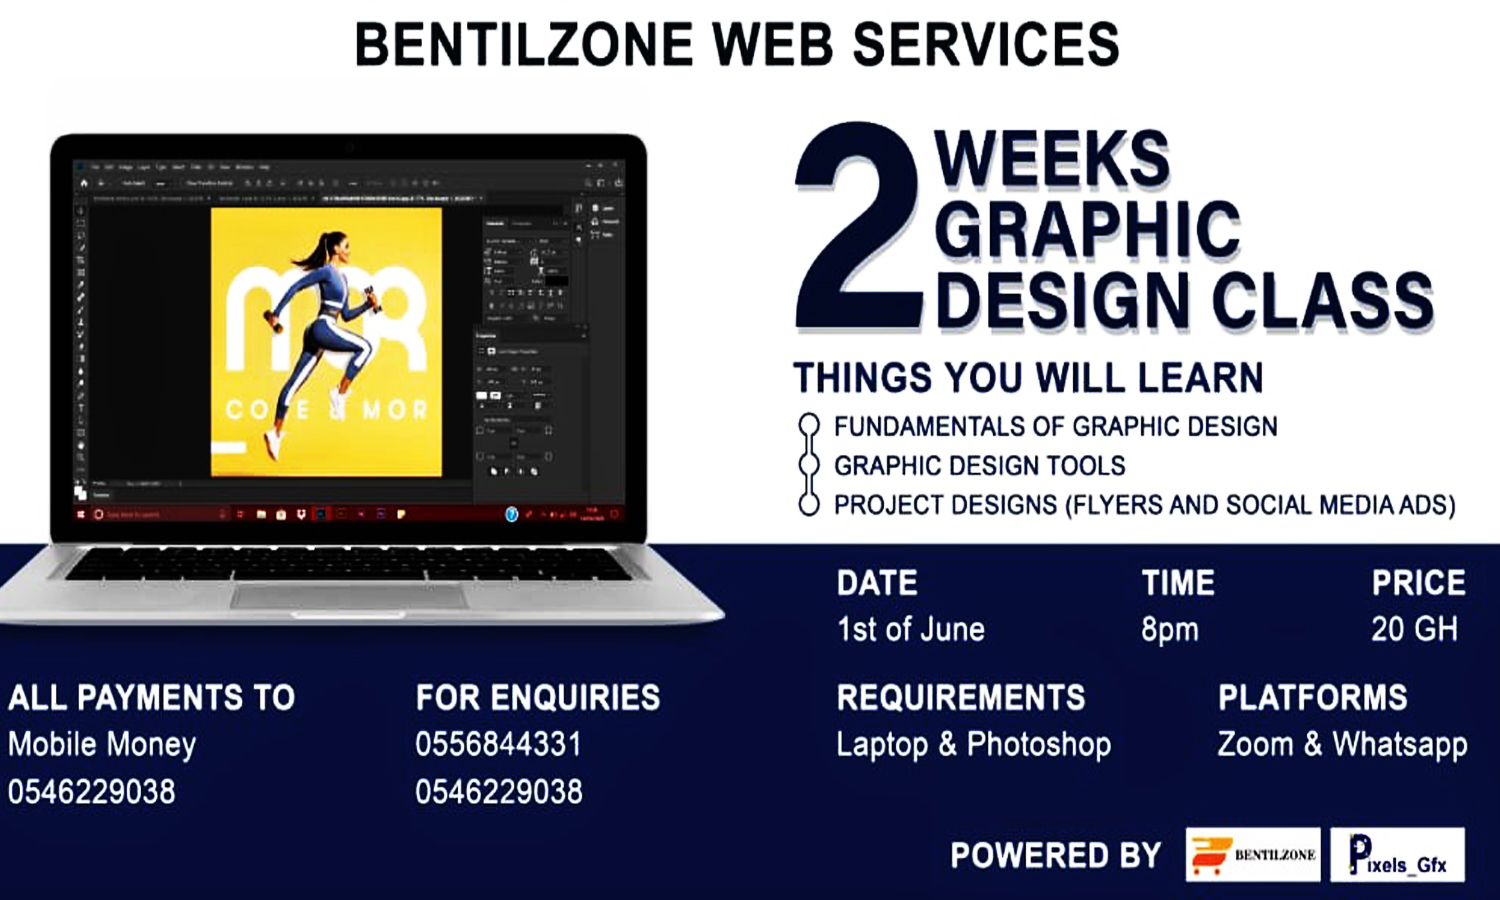 BENTILZONE WEB SERVICES
2 WEEKS
GRAPHIC
DESIGN CLASS
THINGS YOU WILL LEARN
FUNDAMENTALS OF GRAPHIC DESIGN
GRAPHIC DESIGN TOOLS
PROJECT DESIGNS (FLYERS AND SOCIAL MEDIA ADS)
DATE
1st of June
TIME
8pm
PRICE
20 GH
ALL PAYMENTS TO
Mobile Money
0546229038
FOR ENQUIRIES
0556844331
0546229038
REQUIREMENTS
Laptop & Photoshop
PLATFORMS
Zoom & Whatsapp
POWERED BY
BENTILZONE
Pixels_Gfx